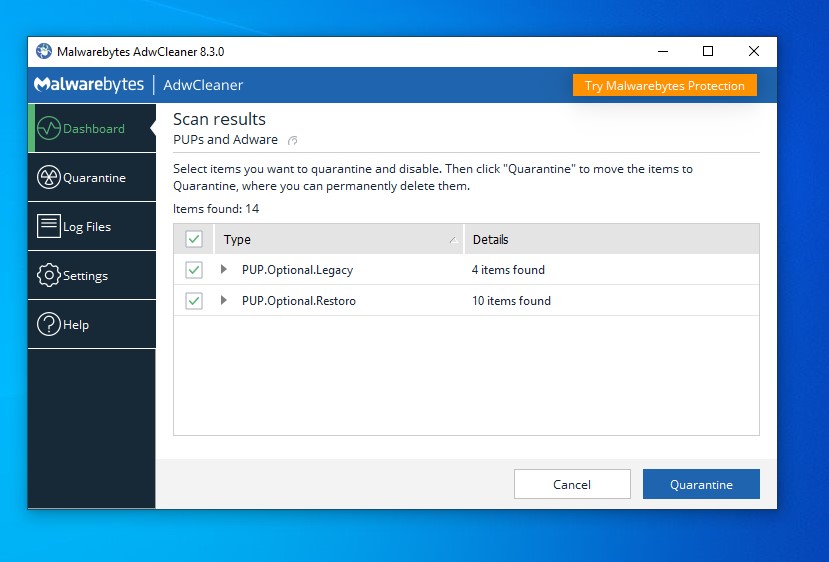 Malwarebytes AdwCleaner 8.3.0
Malwarebytes | AdwCleaner
Try Malwarebytes Protection
Dashboard
Quarantine
Log Files
Settings
Help
Scan results
PUPs and Adware
Select items you want to quarantine and disable. Then click "Quarantine" to move the items to
Quarantine, where you can permanently delete them.
Items found: 14
Type Details
PUP.Optional.Legacy 4 items found
PUP.Optional.Restoro 10 items found
Cancel Quarantine